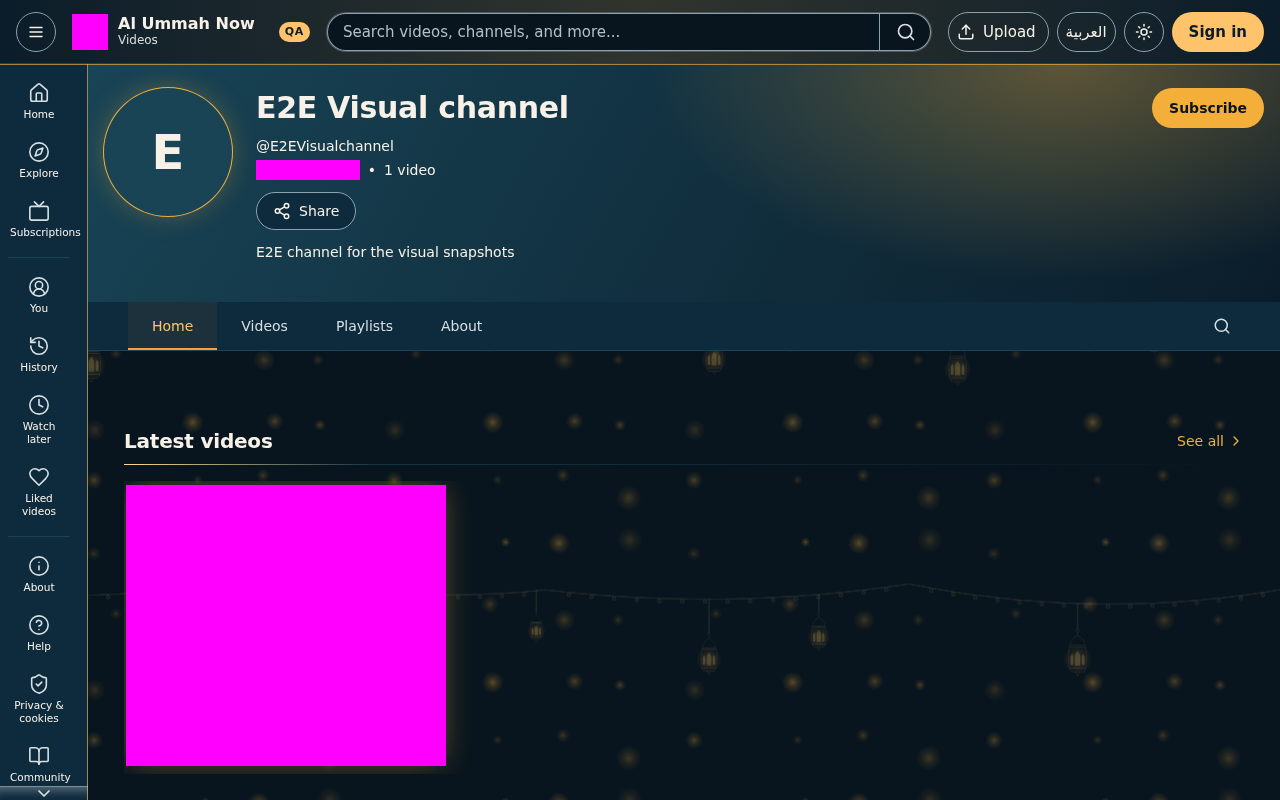 Al Ummah Now
Videos
QA
Search videos, channels, and more...
Upload
العربية
Sign in
Home
Explore
Subscriptions
You
History
Watch
later
Liked
videos
About
Help
Privacy &
cookies
Community
E
E2E Visual channel
Subscribe
@E2EVisualchannel
• 1 video
Share
E2E channel for the visual snapshots
Home
Videos
Playlists
About
Latest videos
See all